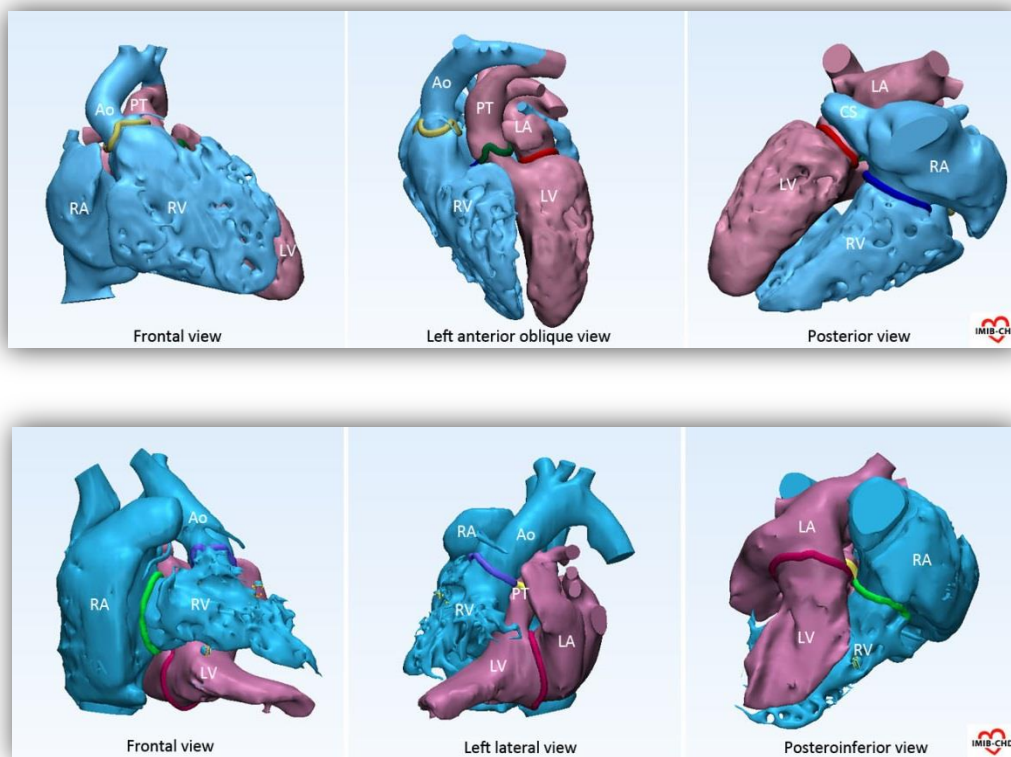 Ao
PT
RA
RV
LV
Frontal view
Ao
PT
LA
RV
LV
Left anterior oblique view
LA
CS
RA
LV
RV
Posterior view
IMIB-CHD
Ao
RA
RV
LV
Frontal view
RA
Ao
RV
PT
LA
LV
Left lateral view
LA
RA
LV
RV
Posteroinferior view
IMIB-CHD